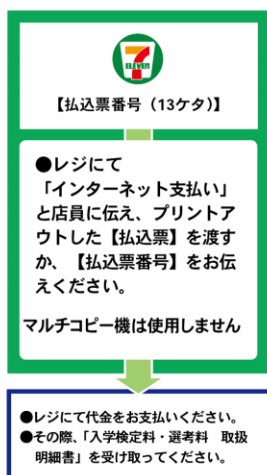 7
ELEVEN
【払込票番号（13ケタ）】
●レジにて
「インターネット支払い」
と店員に伝え、プリントア
ウトした【払込票】を渡す
か、【払込票番号】をお伝
えください。
マルチコピー機は使用しません
●レジにて代金をお支払いください。
●その際、「入学検定料・選考料　取扱
明細書」を受け取ってください。